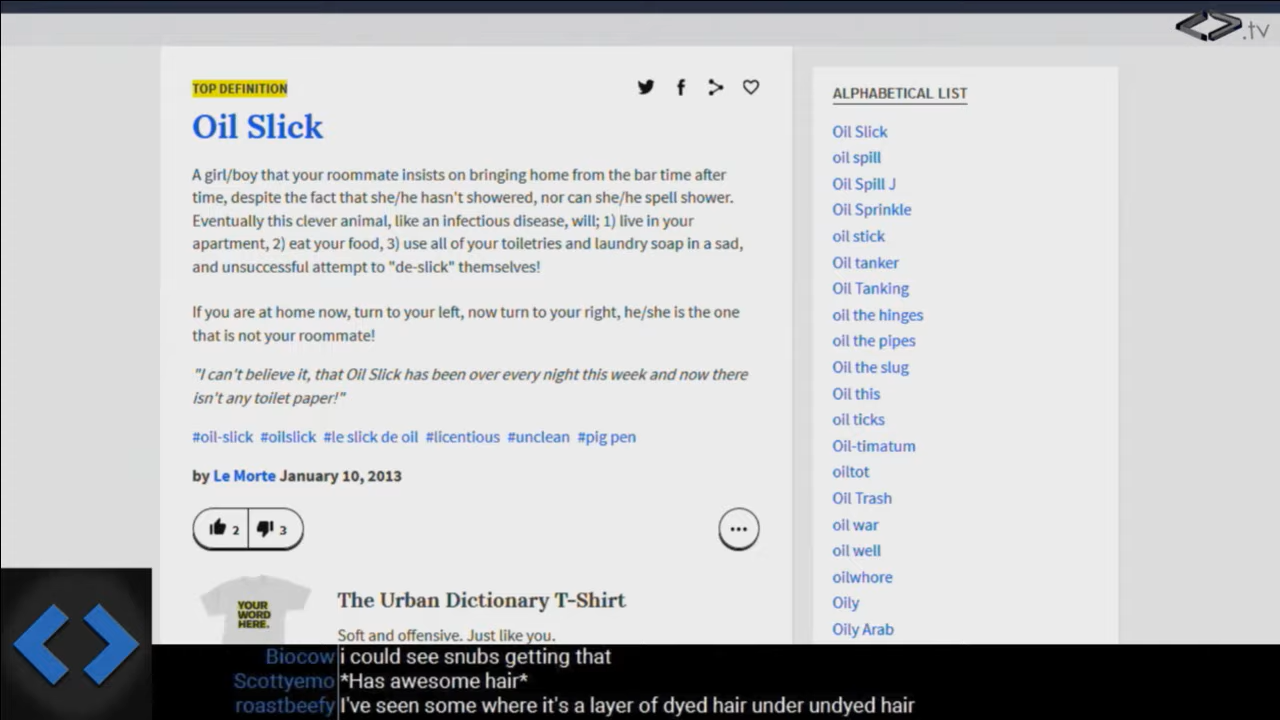 .tv
TOP DEFINITION
Oil Slick
A girl/boy that your roommate insists on bringing home from the bar time after
time, despite the fact that she/he hasn't showered, nor can she/he spell shower.
Eventually this clever animal, like an infectious disease, will; 1) live in your
apartment, 2) eat your food, 3) use all of your toiletries and laundry soap in a sad,
and unsuccessful attempt to "de-slick" themselves!
If you are at home now, turn to your left, now turn to your right, he/she is the one
that is not your roommate!
"I can't believe it, that Oil Slick has been over every night this week and now there
isn't any toilet paper!"
#oil-slick #oilslick #le slick de oil #licentious #unclean #pig pen
by Le Morte January 10, 2013
2
3
YOUR
WORD
HERE.
The Urban Dictionary T-Shirt
Soft and offensive. Just like you.
ALPHABETICAL LIST
Oil Slick
oil spill
Oil Spill J
Oil Sprinkle
oil stick
Oil tanker
Oil Tanking
oil the hinges
oil the pipes
Oil the slug
Oil this
oil ticks
Oil-timatum
oiltot
Oil Trash
oil war
oil well
oilwhore
Oily
Oily Arab
Biocow i could see snubs getting that
Scottyemo *Has awesome hair*
roastbeefy I've seen some where it's a layer of dyed hair under undyed hair